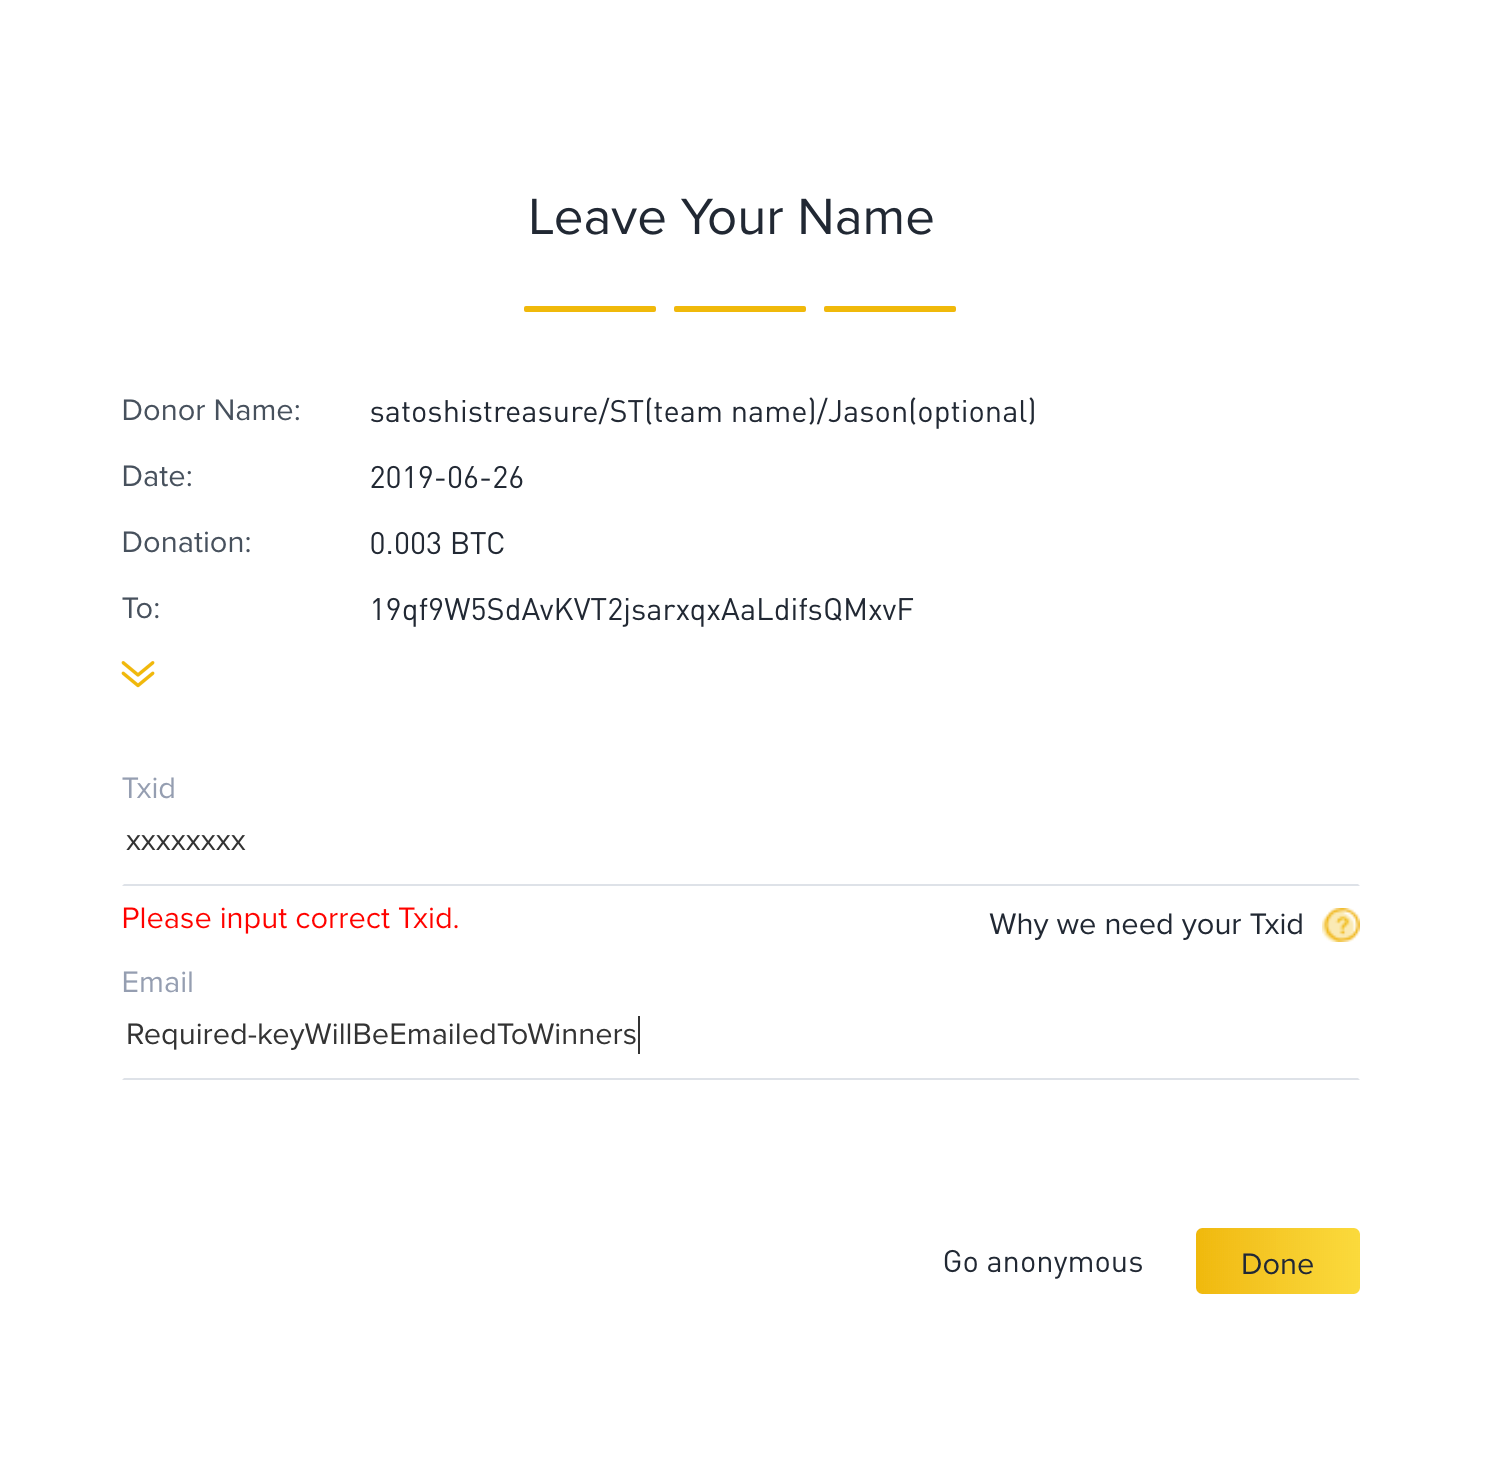 Leave Your Name
Donor Name: satoshistreasure/ST(team name)/Jason(optional)
Date: 2019-06-26
Donation: 0.003 BTC
To: 19qf9W5SdAvKVT2jsarxqxAaLdifsQMxvF
Txid
xxxxxxxx
Please input correct Txid. Why we need your Txid ?
Email
Required-keyWillBeEmailedToWinners
Go anonymous Done